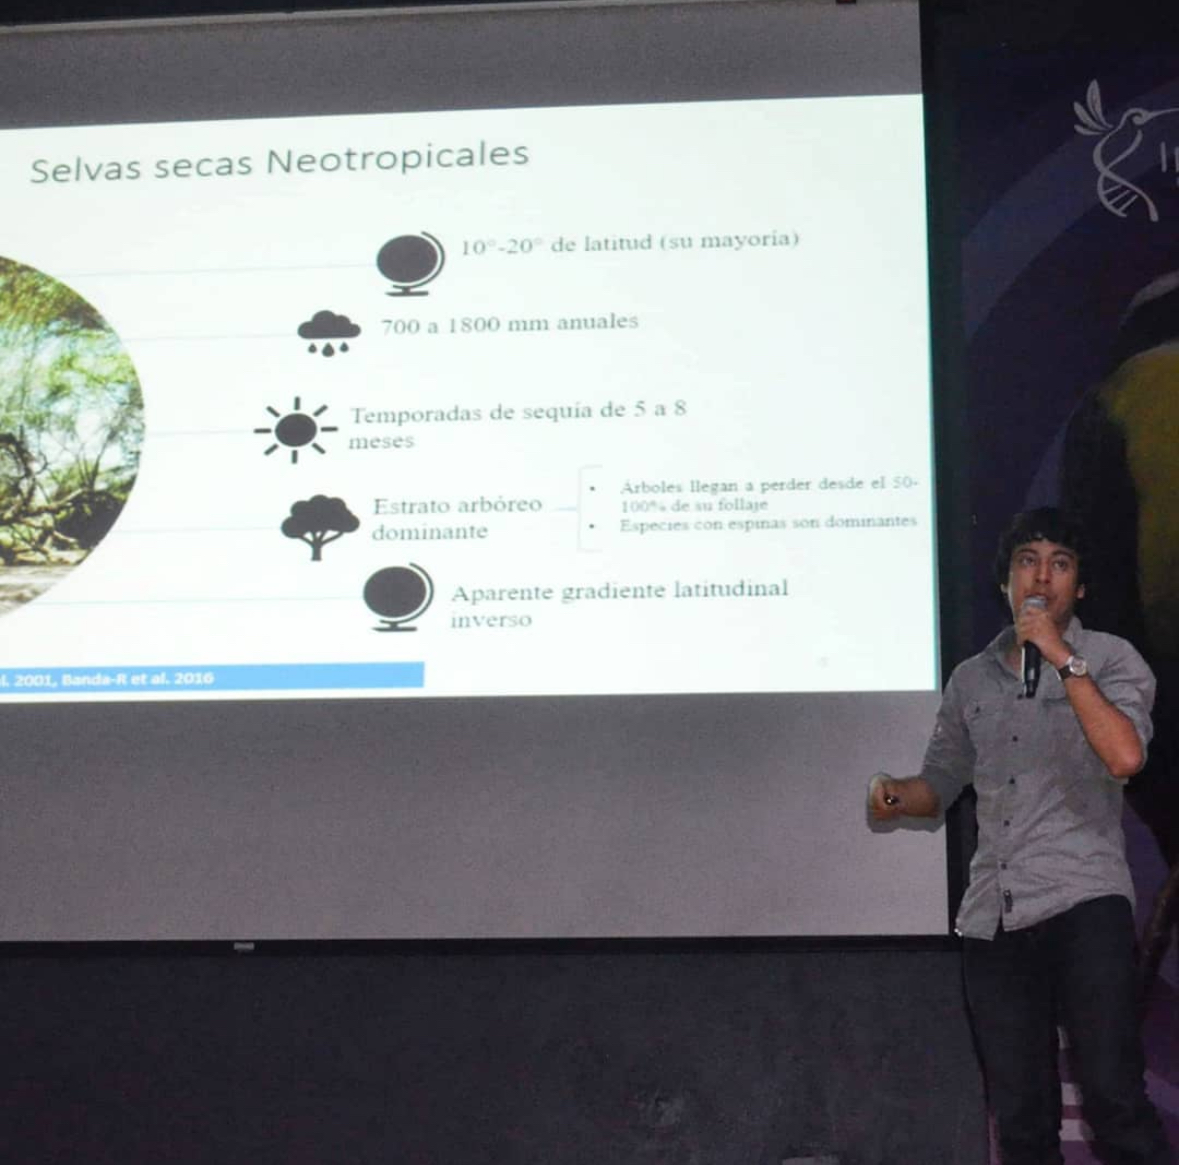 Selvas secas Neotropicales
10°-20° de latitud (su mayoría)
700 a 1800 mm anuales
Temporadas de sequía de 5 a 8
meses
Estrato arbóreo
dominante
• Árboles llegan a perder desde el 50-
100% de su follaje
• Especies con espinas son dominantes
Aparente gradiente latitudinal
inverso
l. 2001, Banda-R et al. 2016